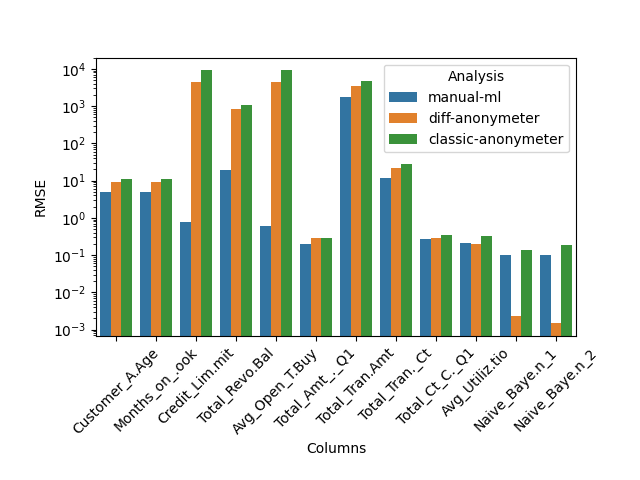 Analysis
manual-ml
diff-anonymeter
classic-anonymeter
RMSE
10⁴
10³
10²
10¹
10⁰
10⁻¹
10⁻²
10⁻³
Customer_A.Age
Months_on_.ook
Credit_Lim.mit
Total_Revo.Bal
Avg_Open_T.Buy
Total_Amt_._Q1
Total_Tran.Amt
Total_Tran._Ct
Total_Ct_C._Q1
Avg_Utiliz.tio
Naive_Baye.n_1
Naive_Baye.n_2
Columns